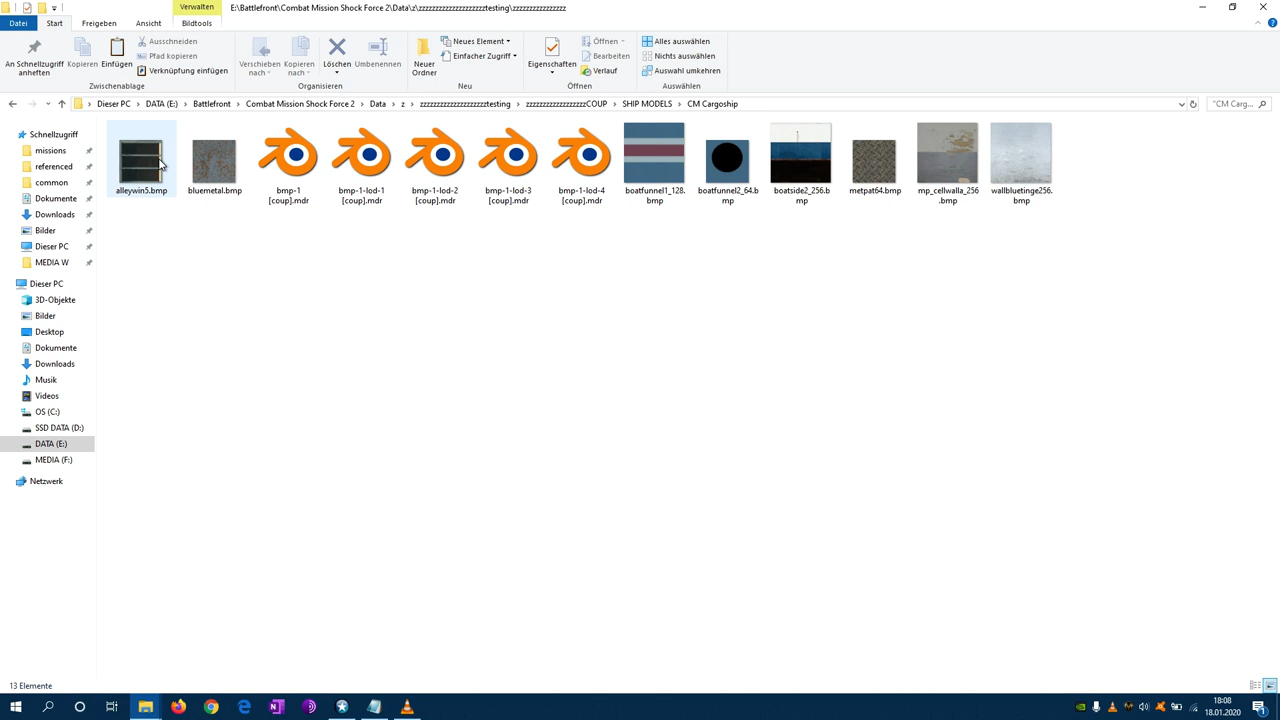 Verwalten
E:\Battlefront\Combat Mission Shock Force 2\Data\z\zzzzzzzzzzzzzzzzzzzzztesting\zzzzzzzzzzzzzzzzz
Datei Start Freigeben Ansicht Bildtools
An Schnellzugriff anheften
Kopieren
Einfügen
Ausschneiden
Pfad kopieren
Verknüpfung einfügen
Zwischenablage
Verschieben nach
Kopieren nach
Löschen
Umbenennen
Organisieren
Neuer Ordner
Neues Element
Einfacher Zugriff
Neu
Eigenschaften
Öffnen
Bearbeiten
Verlauf
Öffnen
Alles auswählen
Nichts auswählen
Auswahl umkehren
Auswählen
Dieser PC DATA (E:) Battlefront Combat Mission Shock Force 2 Data z zzzzzzzzzzzzzzzzzzzzztesting zzzzzzzzzzzzzzzzzzCOUP SHIP MODELS CM Cargoship
"CM Carg...
Schnellzugriff
missions
referenced
common
Dokumente
Downloads
Bilder
Dieser PC
MEDIA W
Dieser PC
3D-Objekte
Bilder
Desktop
Dokumente
Downloads
Musik
Videos
OS (C:)
SSD DATA (D:)
DATA (E:)
MEDIA (F:)
Netzwerk
alleywin5.bmp
bluemetal.bmp
bmp-1
[coup].mdr
bmp-1-lod-1
[coup].mdr
bmp-1-lod-2
[coup].mdr
bmp-1-lod-3
[coup].mdr
bmp-1-lod-4
[coup].mdr
boatfunnel1_128.
bmp
boatfunnel2_64.b
mp
boatside2_256.b
mp
metpat64.bmp
mp_cellwalla_256
.bmp
wallbluetinge256.
bmp
13 Elemente
18:08
18.01.2020
1